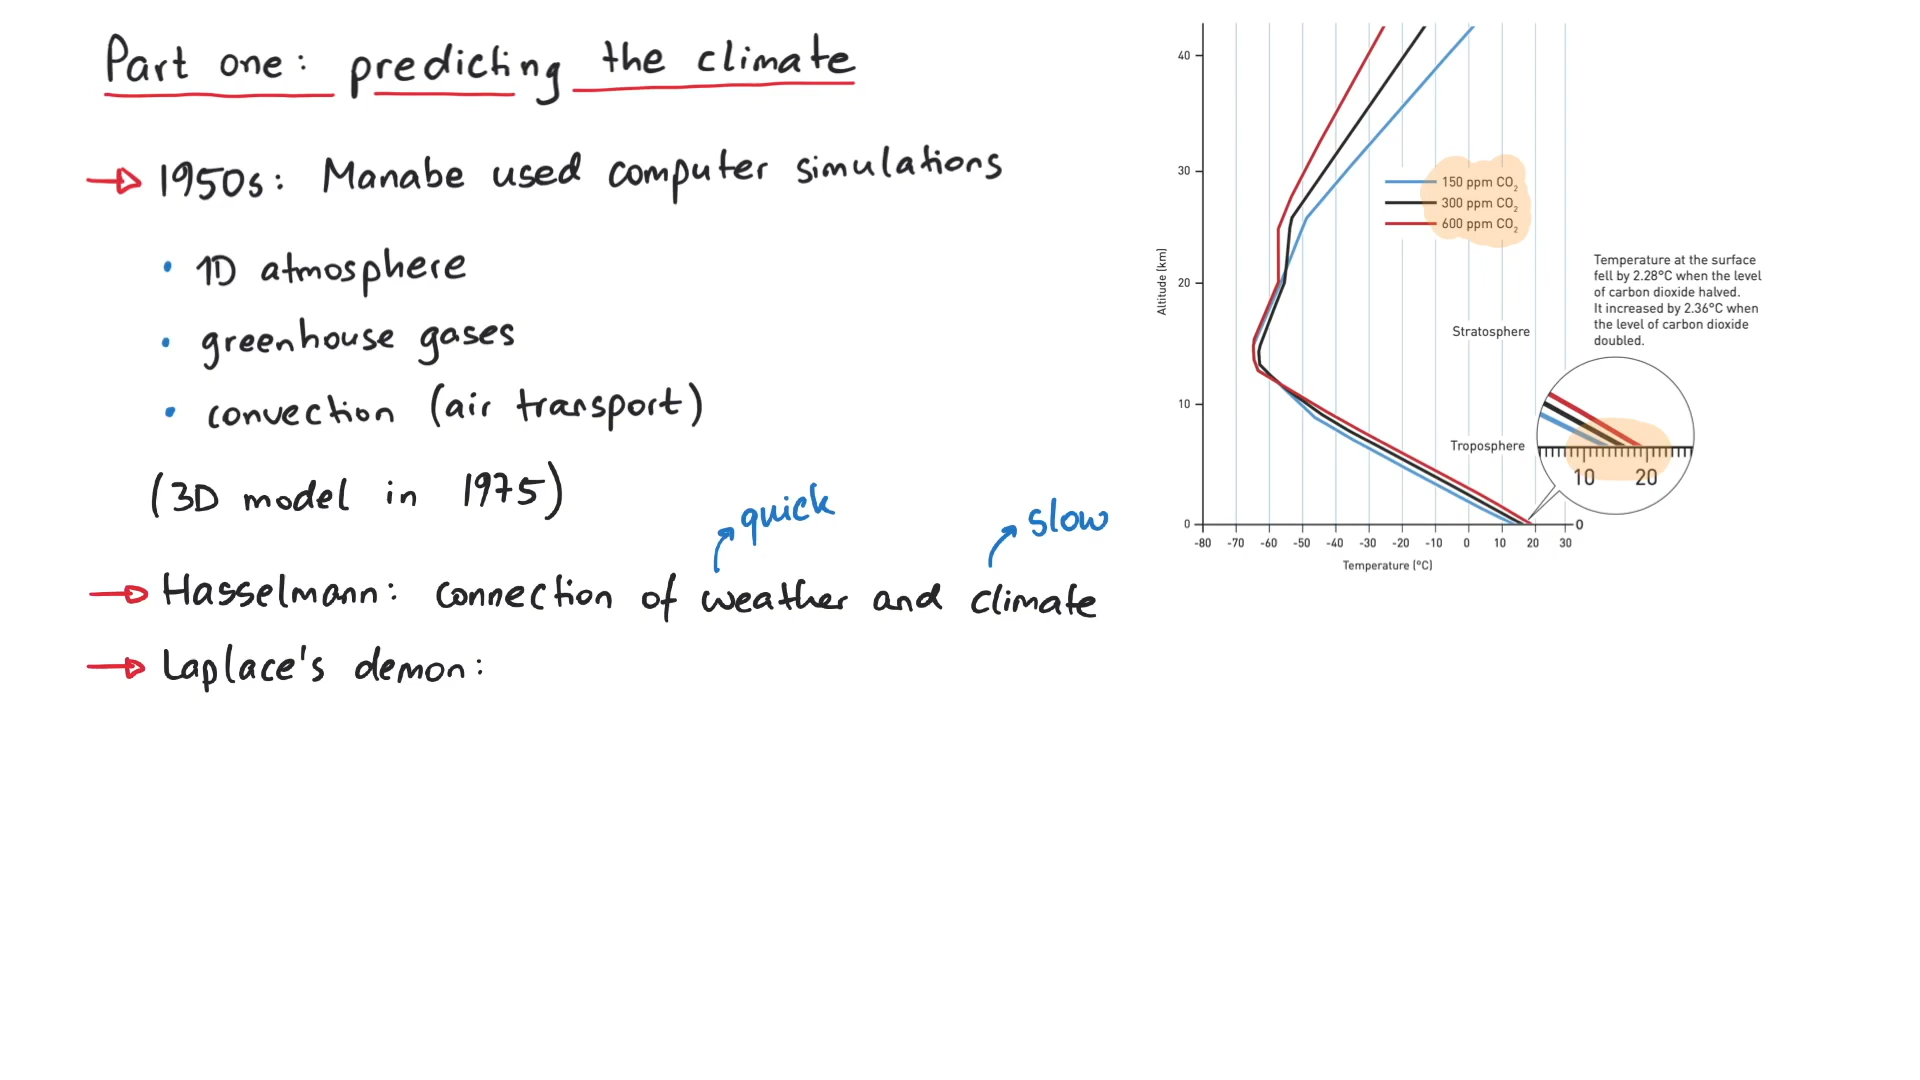 Part one: predicting the climate
1950s: Manabe used computer simulations
1D atmosphere
greenhouse gases
convection (air transport)
(3D model in 1975)
quick
slow
Hasselmann: connection of weather and climate
Laplace's demon:
40
30
20
10
0
Altitude (km)
150 ppm CO2
300 ppm CO2
600 ppm CO2
Temperature at the surface
fell by 2.28°C when the level
of carbon dioxide halved.
It increased by 2.36°C when
the level of carbon dioxide
doubled.
Stratosphere
Troposphere
10 20
0
-80 -70 -60 -50 -40 -30 -20 -10 0 10 20 30
Temperature (°C)